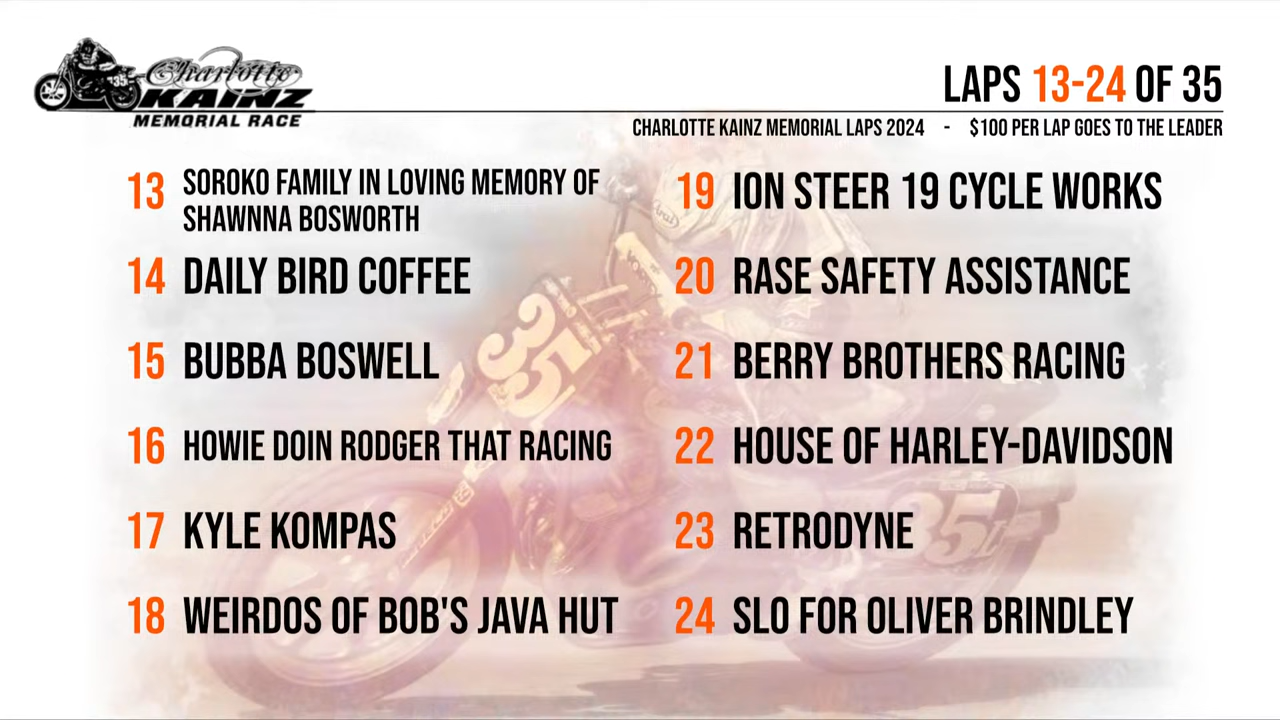 Charlotte
KAINZ
MEMORIAL RACE
135
LAPS 13-24 OF 35
CHARLOTTE KAINZ MEMORIAL LAPS 2024 - $100 PER LAP GOES TO THE LEADER
13 SOROKO FAMILY IN LOVING MEMORY OF
SHAWNNA BOSWORTH
14 DAILY BIRD COFFEE
15 BUBBA BOSWELL
16 HOWIE DOIN RODGER THAT RACING
17 KYLE KOMPAS
18 WEIRDOS OF BOB'S JAVA HUT
19 ION STEER 19 CYCLE WORKS
20 RASE SAFETY ASSISTANCE
21 BERRY BROTHERS RACING
22 HOUSE OF HARLEY-DAVIDSON
23 RETRODYNE
24 SLO FOR OLIVER BRINDLEY
Arai
35
35L